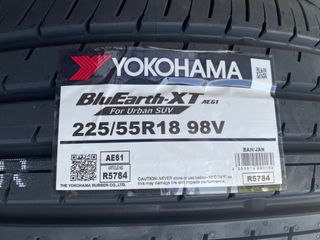 YOKOHAMA
BluEarth-XT AE61
For Urban SUV
225/55R18 98V
AE61
R5784
EAN/JAN
R5784
THE YOKOHAMA RUBBER CO., LTD.